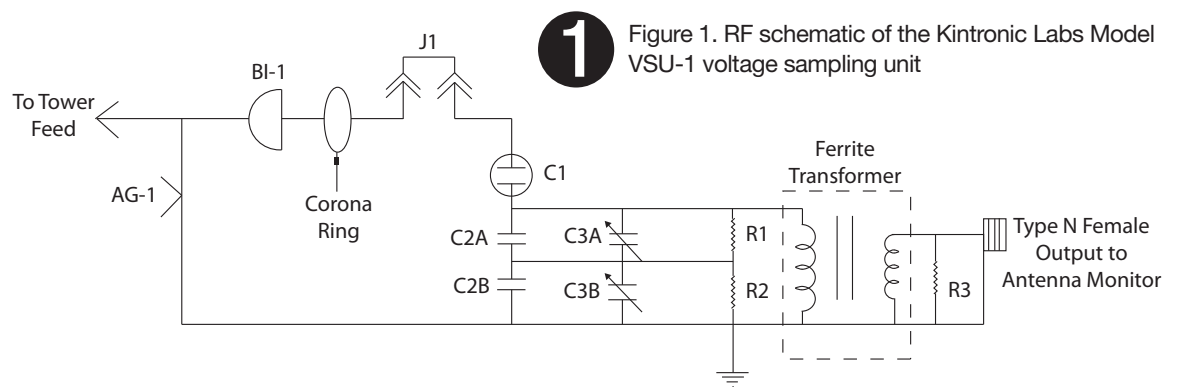 1
Figure 1. RF schematic of the Kintronic Labs Model
VSU-1 voltage sampling unit
J1
BI-1
To Tower
Feed
AG-1
Corona
Ring
C1
C2A
C3A
R1
C2B
C3B
R2
Ferrite
Transformer
R3
Type N Female
Output to
Antenna Monitor